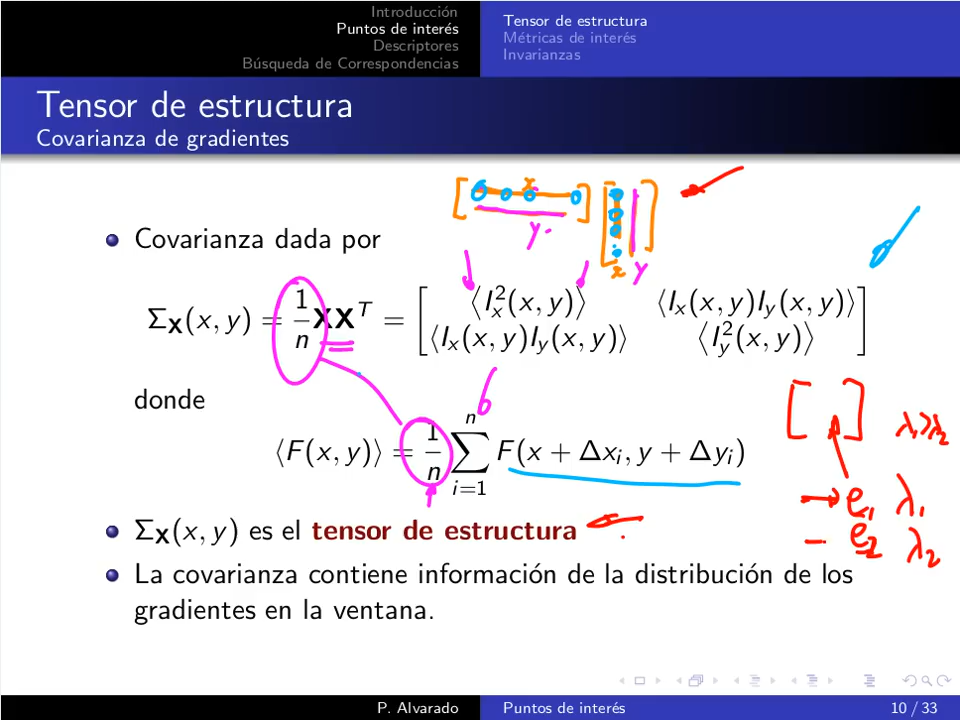 Introducción
Puntos de interés
Descriptores
Búsqueda de Correspondencias
Tensor de estructura
Métricas de interés
Invarianzas
Tensor de estructura
Covarianza de gradientes
x
y
x y
Covarianza dada por
Σ_X(x, y) = 1/n XX^T = [ ⟨I_x^2(x, y)⟩ ⟨I_x(x, y)I_y(x, y)⟩
⟨I_x(x, y)I_y(x, y)⟩ ⟨I_y^2(x, y)⟩ ]
donde
⟨F(x, y)⟩ = 1/n ∑_{i=1}^{n} F(x + Δx_i, y + Δy_i)
λ₁>λ₂
e₁ λ₁
e₂ λ₂
Σ_X(x, y) es el tensor de estructura
La covarianza contiene información de la distribución de los
gradientes en la ventana.
P. Alvarado
Puntos de interés
10 / 33